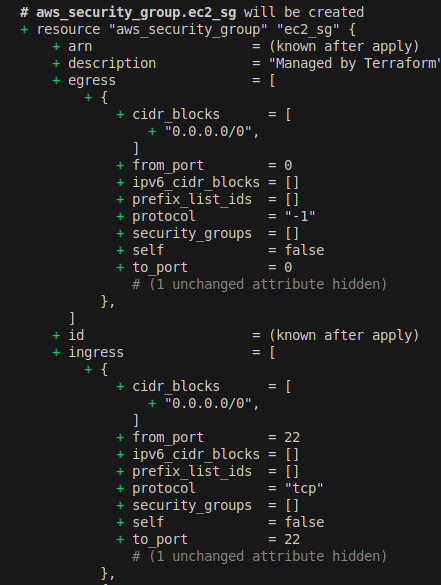 # aws_security_group.ec2_sg will be created
+ resource "aws_security_group" "ec2_sg" {
+ arn = (known after apply)
+ description = "Managed by Terraform"
+ egress = [
+ {
+ cidr_blocks = [
+ "0.0.0.0/0",
]
+ from_port = 0
+ ipv6_cidr_blocks = []
+ prefix_list_ids = []
+ protocol = "-1"
+ security_groups = []
+ self = false
+ to_port = 0
# (1 unchanged attribute hidden)
},
]
+ id = (known after apply)
+ ingress = [
+ {
+ cidr_blocks = [
+ "0.0.0.0/0",
]
+ from_port = 22
+ ipv6_cidr_blocks = []
+ prefix_list_ids = []
+ protocol = "tcp"
+ security_groups = []
+ self = false
+ to_port = 22
# (1 unchanged attribute hidden)
},